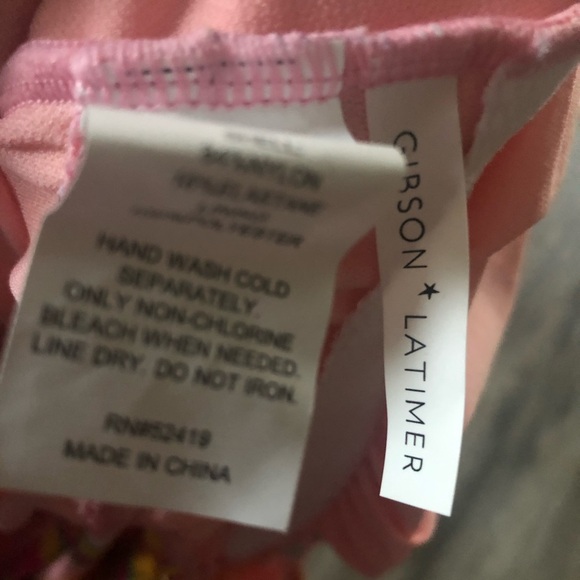 HAND WASH COLD
SEPARATELY.
ONLY NON-CHLORINE
BLEACH WHEN NEEDED.
LINE DRY. DO NOT IRON.
RN#52419
MADE IN CHINA
GIBSON ★ LATIMER